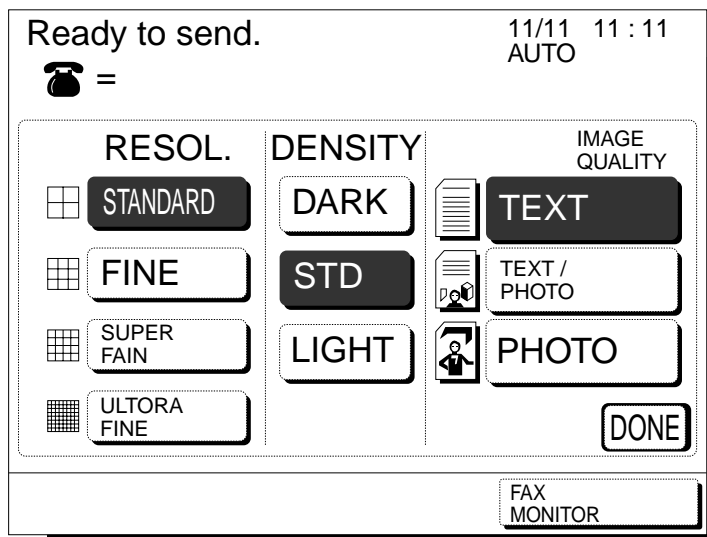 Ready to send.
11/11 11 : 11
AUTO
=
RESOL.
DENSITY
IMAGE
QUALITY
STANDARD
DARK
TEXT
FINE
STD
TEXT /
PHOTO
SUPER
FAIN
LIGHT
PHOTO
ULTORA
FINE
DONE
FAX
MONITOR